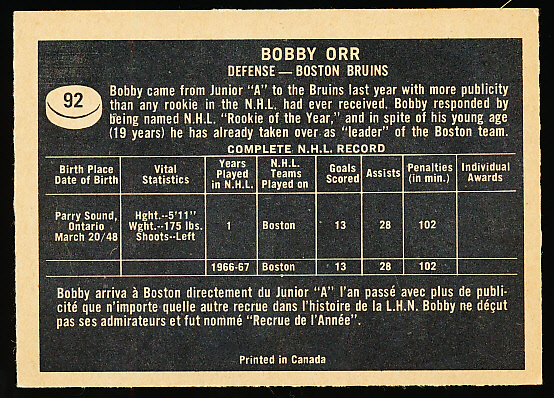 BOBBY ORR
DEFENSE — BOSTON BRUINS
92
Bobby came from Junior "A" to the Bruins last year with more publicity
than any rookie in the N.H.L. had ever received. Bobby responded by
being named N.H.L. "Rookie of the Year," and in spite of his young age
(19 years) he has already taken over as "leader" of the Boston team.
COMPLETE N.H.L. RECORD
Birth Place Date of Birth | Vital Statistics | Years Played in N.H.L. | N.H.L. Teams Played on | Goals Scored | Assists | Penalties (in min.) | Individual Awards
Parry Sound, Ontario March 20/48 | Hght.--5'11" Wght.--175 lbs. Shoots--Left | 1 | Boston | 13 | 28 | 102
1966-67 | Boston | 13 | 28 | 102
Bobby arriva à Boston directement du Junior "A" l'an passé avec plus de publi-
cité que n'importe quelle autre recrue dans l'histoire de la L.H.N. Bobby ne déçut
pas ses admirateurs et fut nommé "Recrue de l'Année".
Printed in Canada